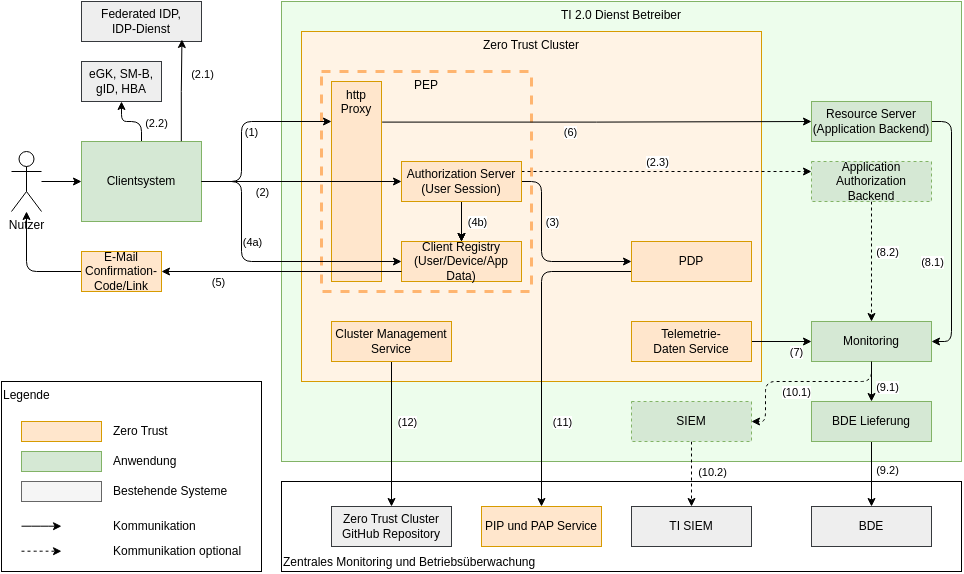 Federated IDP,
IDP-Dienst
TI 2.0 Dienst Betreiber
Zero Trust Cluster
eGK, SM-B,
gID, HBA
(2.1)
PEP
http
Proxy
(2.2)
(1)
(6)
Resource Server
(Application Backend)
Clientsystem
(2)
Authorization Server
(User Session)
(2.3)
Application
Authorization
Backend
Nutzer
(4a)
(4b)
(3)
E-Mail
Confirmation-
Code/Link
(5)
Client Registry
(User/Device/App
Data)
PDP
(8.2)
(8.1)
Cluster Management
Service
Telemetrie-
Daten Service
(7)
Monitoring
Legende
(10.1)
(9.1)
Zero Trust
(12)
(11)
SIEM
BDE Lieferung
Anwendung
(10.2)
(9.2)
Bestehende Systeme
Kommunikation
Zero Trust Cluster
GitHub Repository
PIP und PAP Service
TI SIEM
BDE
Kommunikation optional
Zentrales Monitoring und Betriebsüberwachung